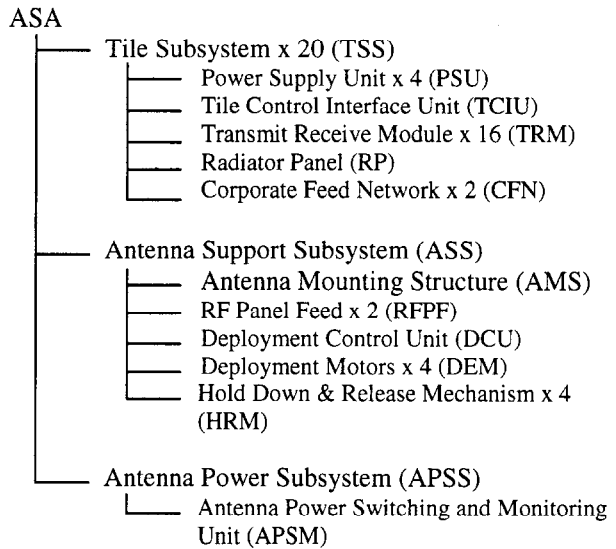 ASA
Tile Subsystem x 20 (TSS)
Power Supply Unit x 4 (PSU)
Tile Control Interface Unit (TCIU)
Transmit Receive Module x 16 (TRM)
Radiator Panel (RP)
Corporate Feed Network x 2 (CFN)
Antenna Support Subsystem (ASS)
Antenna Mounting Structure (AMS)
RF Panel Feed x 2 (RFPF)
Deployment Control Unit (DCU)
Deployment Motors x 4 (DEM)
Hold Down & Release Mechanism x 4
(HRM)
Antenna Power Subsystem (APSS)
Antenna Power Switching and Monitoring
Unit (APSM)